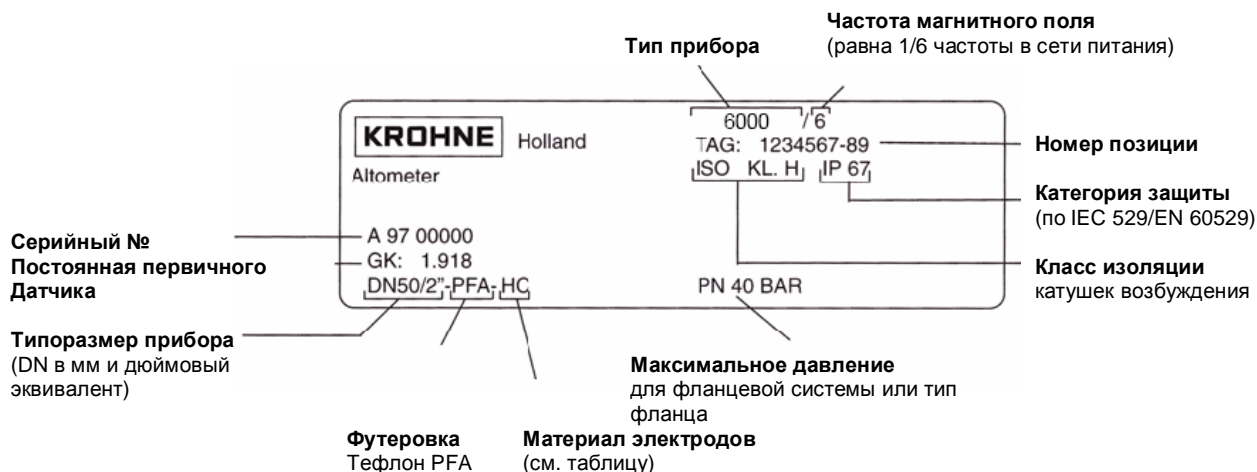 Частота магнитного поля
(равна 1/6 частоты в сети питания)
Тип прибора
KROHNE Holland
Altometer
6000 /6
TAG: 1234567-89
ISO KL. H, IP 67
A 97 00000
GK: 1.918
DN50/2"-PFA-HC
PN 40 BAR
Номер позиции
Категория защиты
(по IEC 529/EN 60529)
Класс изоляции
катушек возбуждения
Серийный №
Постоянная первичного
Датчика
Типоразмер прибора
(DN в мм и дюймовый
эквивалент)
Максимальное давление
для фланцевой системы или тип
фланца
Футеровка
Тефлон PFA
Материал электродов
(см. таблицу)